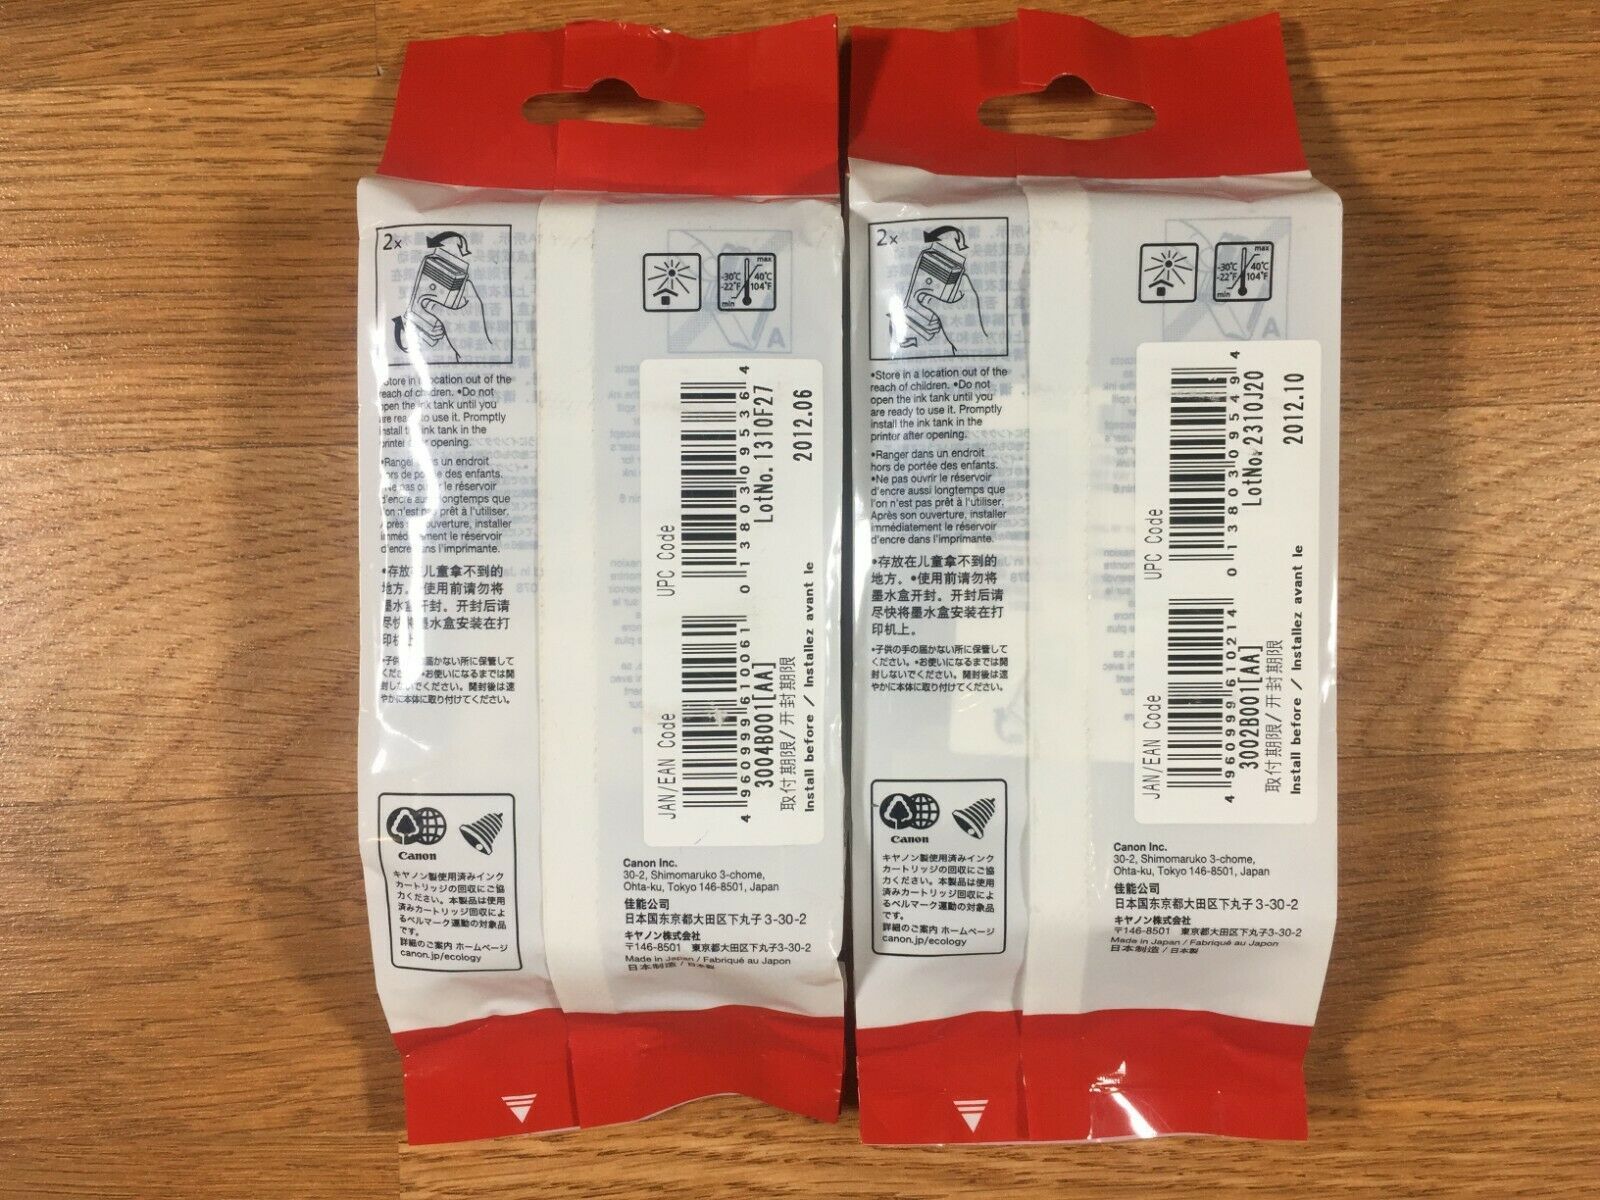 2x
-30℃
-22°F
min
max
40℃
104°F
•Store in a location out of the
reach of children. •Do not
open the ink tank until you
are ready to use it. Promptly
install the ink tank in the
printer after opening.
•Ranger dans un endroit
hors de portée des enfants.
•Ne pas ouvrir le réservoir
d'encre aussi longtemps que
l'on n'est pas prêt à l'utiliser.
Après son ouverture, installer
immédiatement le réservoir
d'encre dans l'imprimante.
•存放在儿童拿不到的
地方。•使用前请勿将
墨水盒开封。开封后请
尽快将墨水盒安装在打
印机上。
•子供の手の届かない所に保管して
ください。•お使いになるまでは開
封しないでください。開封後は速
やかに本体に取り付けてください。
Canon
キヤノン製使用済みインク
カートリッジの回収にご協
力ください。本製品は使用
済みカートリッジ回収によ
るベルマーク運動の対象品
です。
詳細のご案内 ホームページ
canon.jp/ecology
JAN/EAN Code
4 960999 610061
UPC Code
0 13803 09536 4
3004B001[AA]
LotNo.1310F27
取付期限/开封期限
Install before / Installez avant le
2012.06
Canon Inc.
30-2, Shimomaruko 3-chome,
Ohta-ku, Tokyo 146-8501, Japan
佳能公司
日本国东京都大田区下丸子3-30-2
キヤノン株式会社
〒146-8501 東京都大田区下丸子3-30-2
Made in Japan / Fabriqué au Japon
日本制造 / 日本製
2x
-30℃
-22°F
min
max
40℃
104°F
•Store in a location out of the
reach of children. •Do not
open the ink tank until you
are ready to use it. Promptly
install the ink tank in the
printer after opening.
•Ranger dans un endroit
hors de portée des enfants.
•Ne pas ouvrir le réservoir
d'encre aussi longtemps que
l'on n'est pas prêt à l'utiliser.
Après son ouverture, installer
immédiatement le réservoir
d'encre dans l'imprimante.
•存放在儿童拿不到的
地方。•使用前请勿将
墨水盒开封。开封后请
尽快将墨水盒安装在打
印机上。
•子供の手の届かない所に保管して
ください。•お使いになるまでは開
封しないでください。開封後は速
やかに本体に取り付けてください。
Canon
キヤノン製使用済みインク
カートリッジの回収にご協
力ください。本製品は使用
済みカートリッジ回収によ
るベルマーク運動の対象品
です。
詳細のご案内 ホームページ
canon.jp/ecology
JAN/EAN Code
4 960999 610214
UPC Code
0 13803 09549 4
3002B001[AA]
LotNo.2310J20
取付期限/开封期限
Install before / Installez avant le
2012.10
Canon Inc.
30-2, Shimomaruko 3-chome,
Ohta-ku, Tokyo 146-8501, Japan
佳能公司
日本国东京都大田区下丸子3-30-2
キヤノン株式会社
〒146-8501 東京都大田区下丸子3-30-2
Made in Japan / Fabriqué au Japon
日本制造 / 日本製